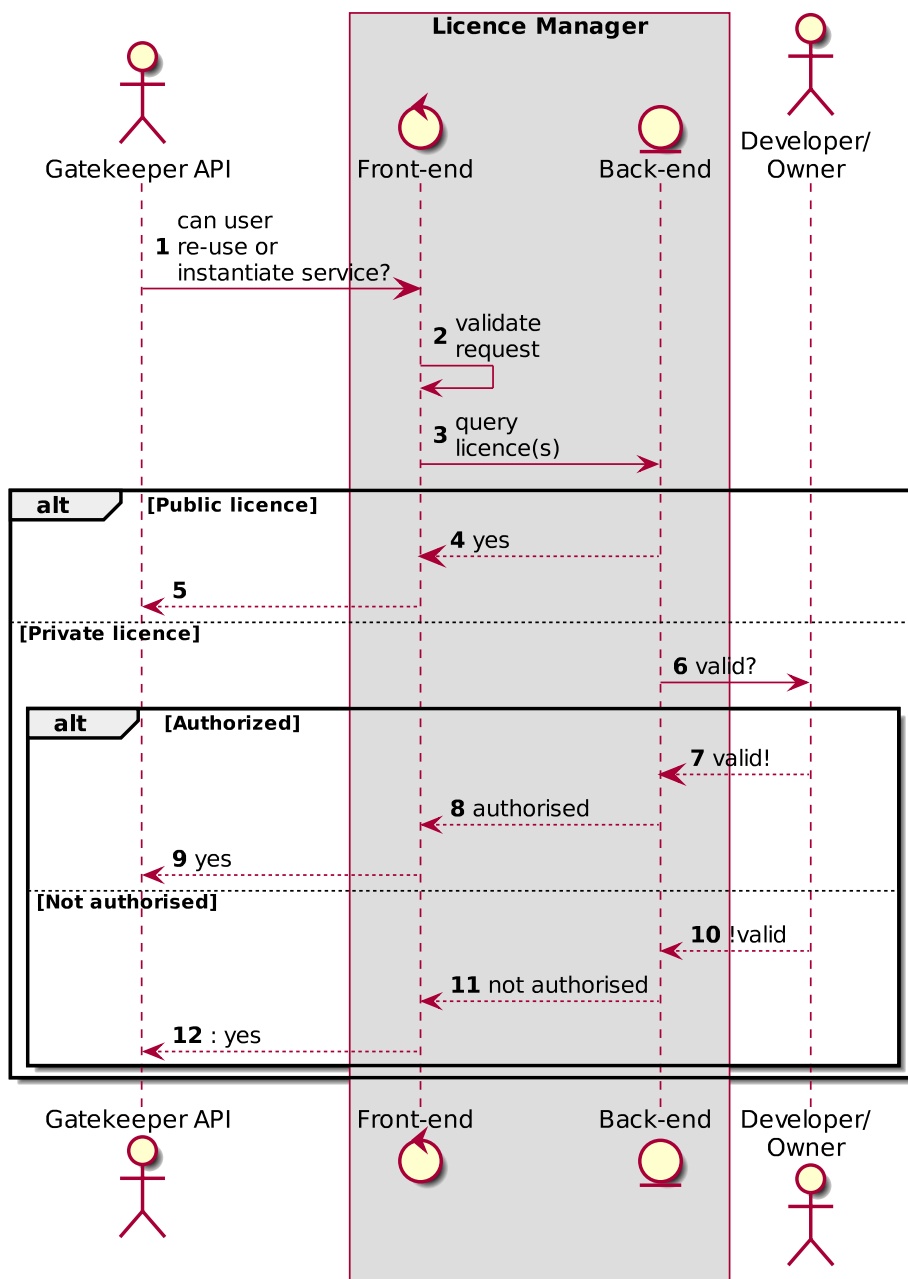 Licence Manager
Gatekeeper API
Front-end
Back-end
Developer/
Owner
can user
1 re-use or
instantiate service?
validate
2 request
query
3 licence(s)
alt [Public licence]
4 yes
5
[Private licence]
6 valid?
alt [Authorized]
7 valid!
8 authorised
9 yes
[Not authorised]
10 !valid
11 not authorised
12 : yes
Gatekeeper API
Front-end
Back-end
Developer/
Owner